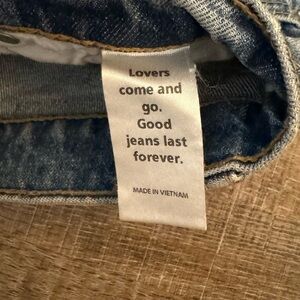 Lovers
come and
go.
Good
jeans last
forever.
MADE IN VIETNAM